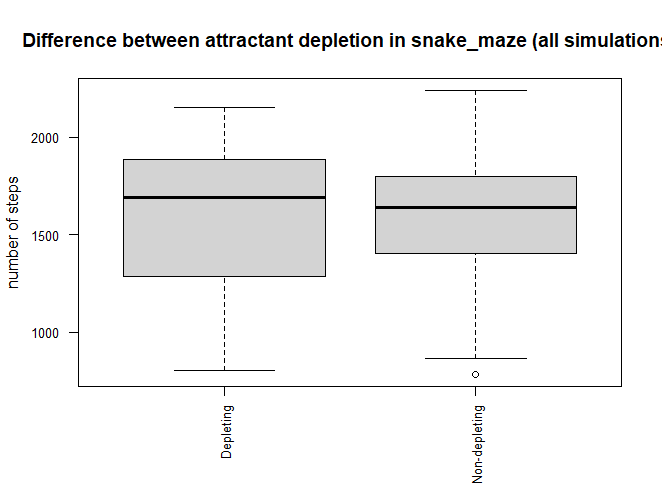 Difference between attractant depletion in snake_maze (all simulations
number of steps
2000
1500
1000
Depleting
Non-depleting